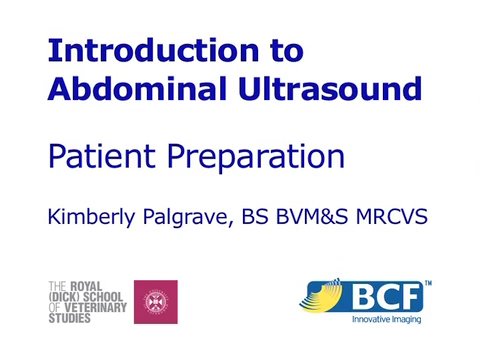 Introduction to
Abdominal Ultrasound
Patient Preparation
Kimberly Palgrave, BS BVM&S MRCVS
THE ROYAL
(DICK) SCHOOL
OF VETERINARY
STUDIES
BCF™
Innovative Imaging